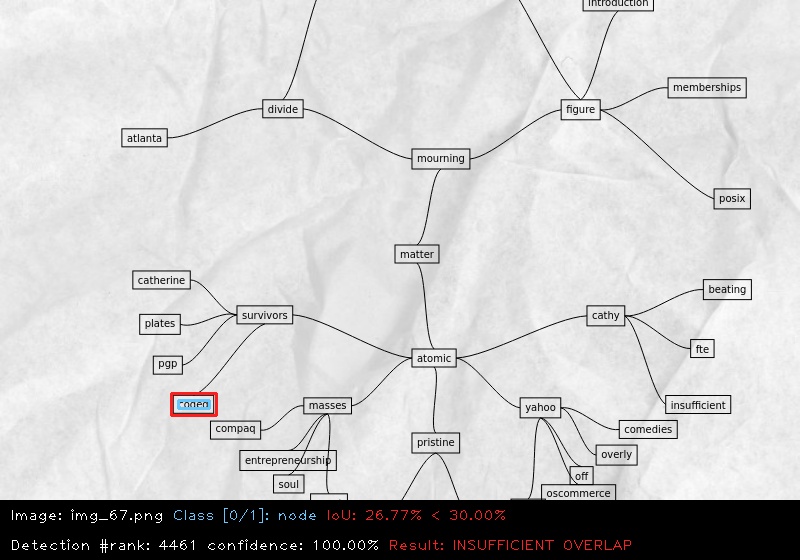 introduction
memberships
divide
figure
atlanta
mourning
posix
matter
catherine
beating
survivors
cathy
plates
fte
atomic
pgp
masses
yahoo
insufficient
compaq
comedies
pristine
entrepreneurship
overly
off
soul
oscommerce
Image: img_67.png Class [0/1]: node IoU: 26.77% < 30.00%
Detection #rank: 4461 confidence: 100.00% Result: INSUFFICIENT OVERLAP